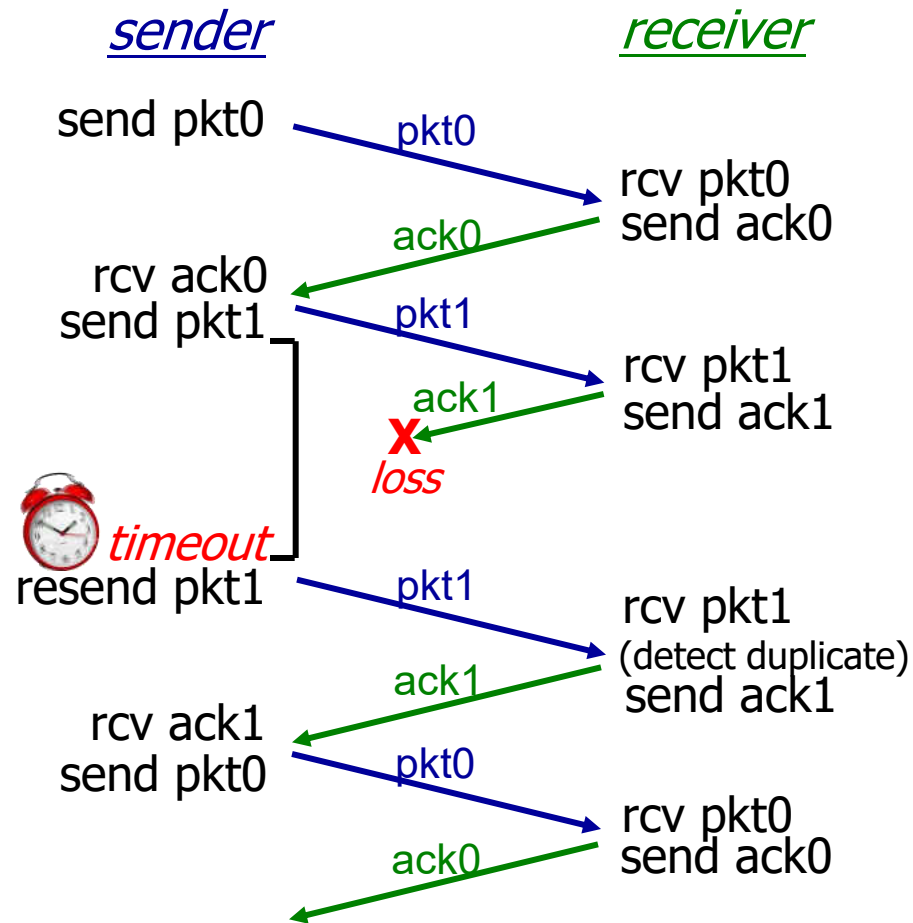 sender
receiver
send pkt0
pkt0
rcv pkt0
send ack0
ack0
rcv ack0
send pkt1
pkt1
rcv pkt1
send ack1
ack1
X
loss
timeout
resend pkt1
pkt1
rcv pkt1
(detect duplicate)
send ack1
ack1
rcv ack1
send pkt0
pkt0
rcv pkt0
send ack0
ack0